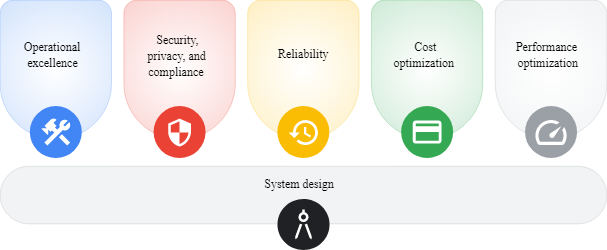 Operational
excellence
Security,
privacy, and
compliance
Reliability
Cost
optimization
Performance
optimization
System design